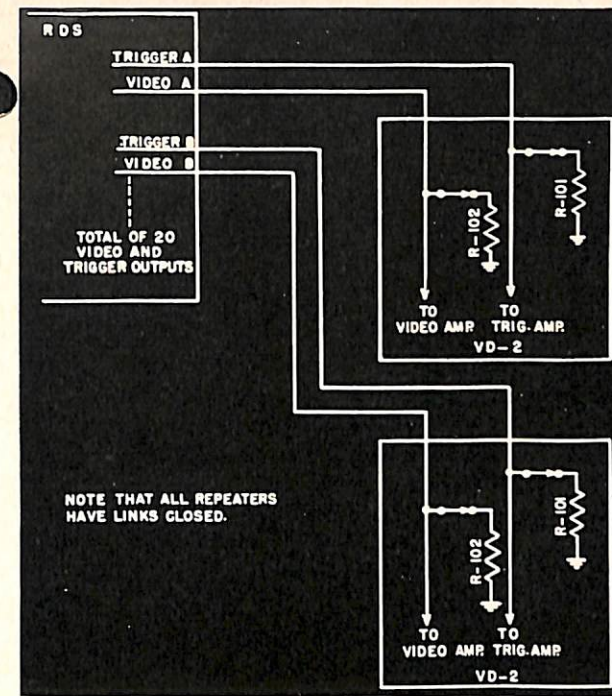 RDS
TRIGGER A
VIDEO A
TRIGGER B
VIDEO B
TOTAL OF 20
VIDEO AND
TRIGGER OUTPUTS
R-101
R-102
TO
VIDEO AMP.
TO
TRIG. AMP.
VD-2
NOTE THAT ALL REPEATERS
HAVE LINKS CLOSED.
R-101
R-102
TO
VIDEO AMP.
TO
TRIG. AMP.
VD-2